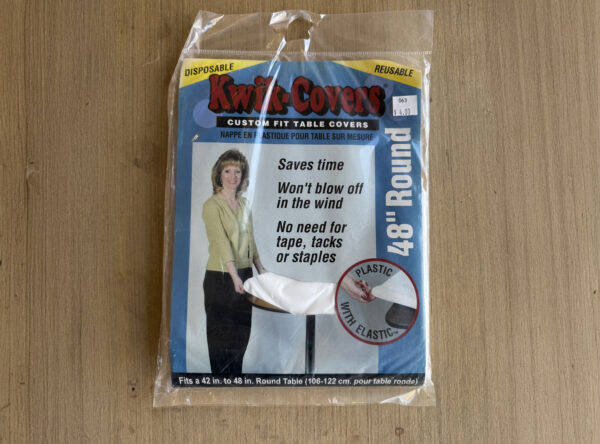 DISPOSABLE
REUSABLE
Kwik-Covers®
CUSTOM FIT TABLE COVERS
NAPPE EN PLASTIQUE POUR TABLE SUR MESURE
063
48" Round
Saves time
Won't blow off
in the wind
No need for
tape, tacks
or staples
PLASTIC
WITH ELASTIC™
Fits a 42 in. to 48 in. Round Table (106-122 cm. pour table ronde)